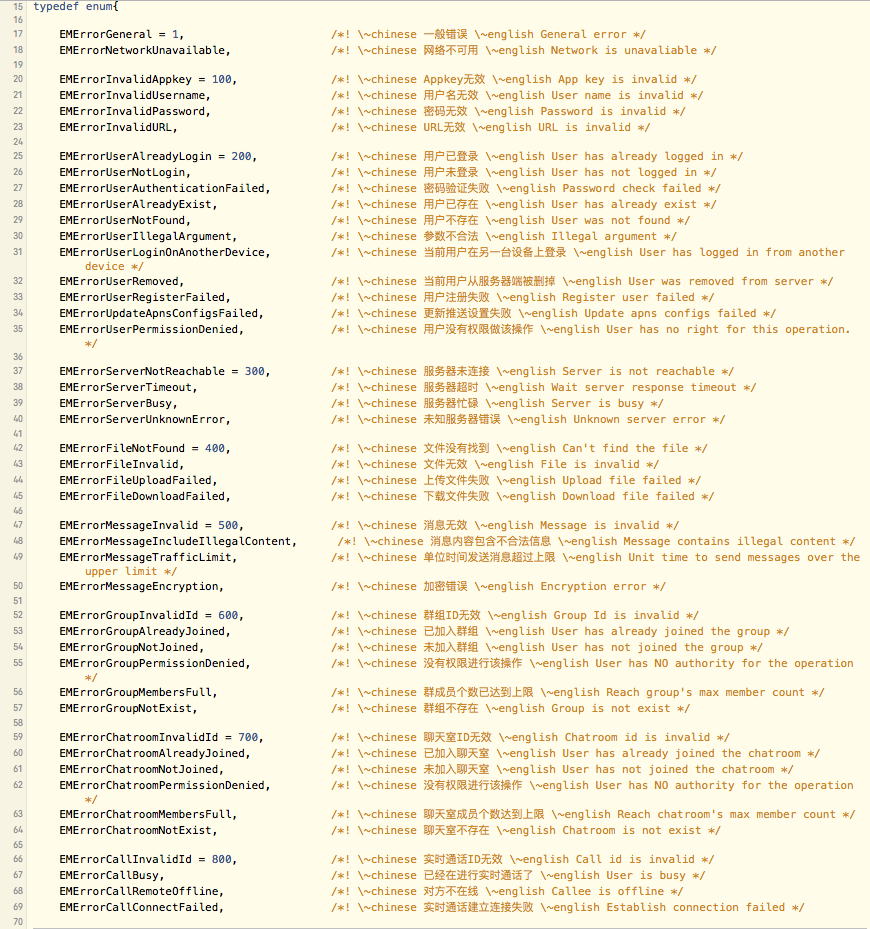 15 typedef enum{
16
17 EMErrorGeneral = 1, /*! \~chinese 一般错误 \~english General error */
18 EMErrorNetworkUnavailable, /*! \~chinese 网络不可用 \~english Network is unavaliable */
19
20 EMErrorInvalidAppkey = 100, /*! \~chinese Appkey无效 \~english App key is invalid */
21 EMErrorInvalidUsername, /*! \~chinese 用户名无效 \~english User name is invalid */
22 EMErrorInvalidPassword, /*! \~chinese 密码无效 \~english Password is invalid */
23 EMErrorInvalidURL, /*! \~chinese URL无效 \~english URL is invalid */
24
25 EMErrorUserAlreadyLogin = 200, /*! \~chinese 用户已登录 \~english User has already logged in */
26 EMErrorUserNotLogin, /*! \~chinese 用户未登录 \~english User has not logged in */
27 EMErrorUserAuthenticationFailed, /*! \~chinese 密码验证失败 \~english Password check failed */
28 EMErrorUserAlreadyExist, /*! \~chinese 用户已存在 \~english User has already exist */
29 EMErrorUserNotFound, /*! \~chinese 用户不存在 \~english User was not found */
30 EMErrorUserIllegalArgument, /*! \~chinese 参数不合法 \~english Illegal argument */
31 EMErrorUserLoginOnAnotherDevice, /*! \~chinese 当前用户在另一台设备上登录 \~english User has logged in from another
device */
32 EMErrorUserRemoved, /*! \~chinese 当前用户从服务器端被删掉 \~english User was removed from server */
33 EMErrorUserRegisterFailed, /*! \~chinese 用户注册失败 \~english Register user failed */
34 EMErrorUpdateApnsConfigsFailed, /*! \~chinese 更新推送设置失败 \~english Update apns configs failed */
35 EMErrorUserPermissionDenied, /*! \~chinese 用户没有权限做该操作 \~english User has no right for this operation.
*/
36
37 EMErrorServerNotReachable = 300, /*! \~chinese 服务器未连接 \~english Server is not reachable */
38 EMErrorServerTimeout, /*! \~chinese 服务器超时 \~english Wait server response timeout */
39 EMErrorServerBusy, /*! \~chinese 服务器忙碌 \~english Server is busy */
40 EMErrorServerUnknownError, /*! \~chinese 未知服务器错误 \~english Unknown server error */
41
42 EMErrorFileNotFound = 400, /*! \~chinese 文件没有找到 \~english Can't find the file */
43 EMErrorFileInvalid, /*! \~chinese 文件无效 \~english File is invalid */
44 EMErrorFileUploadFailed, /*! \~chinese 上传文件失败 \~english Upload file failed */
45 EMErrorFileDownloadFailed, /*! \~chinese 下载文件失败 \~english Download file failed */
46
47 EMErrorMessageInvalid = 500, /*! \~chinese 消息无效 \~english Message is invalid */
48 EMErrorMessageIncludeIllegalContent, /*! \~chinese 消息内容包含不合法信息 \~english Message contains illegal content */
49 EMErrorMessageTrafficLimit, /*! \~chinese 单位时间发送消息超过上限 \~english Unit time to send messages over the
upper limit */
50 EMErrorMessageEncryption, /*! \~chinese 加密错误 \~english Encryption error */
51
52 EMErrorGroupInvalidId = 600, /*! \~chinese 群组ID无效 \~english Group Id is invalid */
53 EMErrorGroupAlreadyJoined, /*! \~chinese 已加入群组 \~english User has already joined the group */
54 EMErrorGroupNotJoined, /*! \~chinese 未加入群组 \~english User has not joined the group */
55 EMErrorGroupPermissionDenied, /*! \~chinese 没有权限进行该操作 \~english User has NO authority for the operation
*/
56 EMErrorGroupMembersFull, /*! \~chinese 群成员个数已达到上限 \~english Reach group's max member count */
57 EMErrorGroupNotExist, /*! \~chinese 群组不存在 \~english Group is not exist */
58
59 EMErrorChatroomInvalidId = 700, /*! \~chinese 聊天室ID无效 \~english Chatroom id is invalid */
60 EMErrorChatroomAlreadyJoined, /*! \~chinese 已加入聊天室 \~english User has already joined the chatroom */
61 EMErrorChatroomNotJoined, /*! \~chinese 未加入聊天室 \~english User has not joined the chatroom */
62 EMErrorChatroomPermissionDenied, /*! \~chinese 没有权限进行该操作 \~english User has NO authority for the operation
*/
63 EMErrorChatroomMembersFull, /*! \~chinese 聊天室成员个数达到上限 \~english Reach chatroom's max member count */
64 EMErrorChatroomNotExist, /*! \~chinese 聊天室不存在 \~english Chatroom is not exist */
65
66 EMErrorCallInvalidId = 800, /*! \~chinese 实时通话ID无效 \~english Call id is invalid */
67 EMErrorCallBusy, /*! \~chinese 已经在进行实时通话了 \~english User is busy */
68 EMErrorCallRemoteOffline, /*! \~chinese 对方不在线 \~english Callee is offline */
69 EMErrorCallConnectFailed, /*! \~chinese 实时通话建立连接失败 \~english Establish connection failed */
70